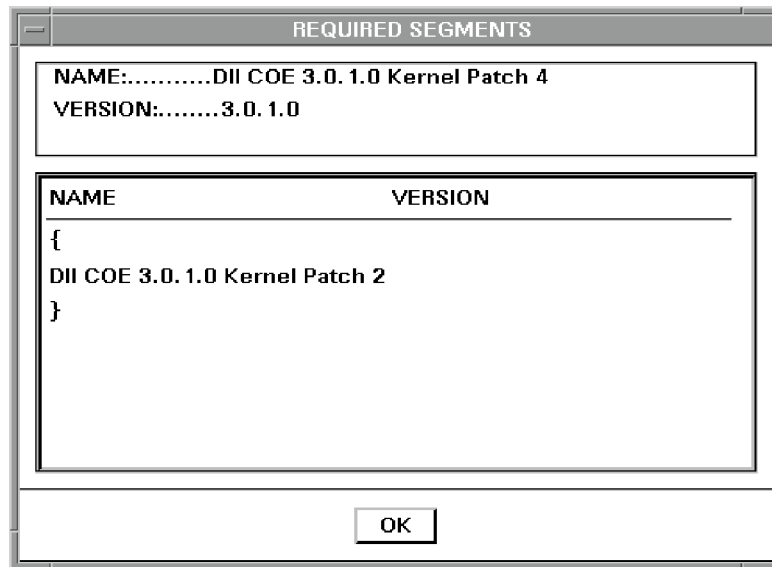 REQUIRED SEGMENTS
NAME:...........DII COE 3.0.1.0 Kernel Patch 4
VERSION:........3.0.1.0
NAME VERSION
{
DII COE 3.0.1.0 Kernel Patch 2
}
OK